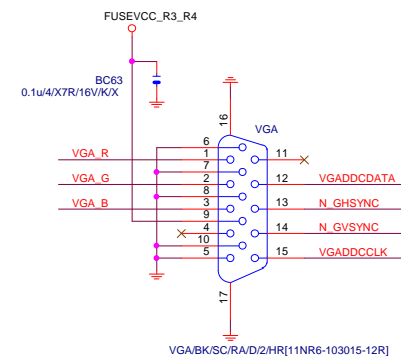 FUSEVCC_R3_R4
BC63
0.1u/4/X7R/16V/K/X
16
VGA
6
VGA_R 1 11
7
VGA_G 2 12 VGADDCDATA
8
VGA_B 3 13 N_GHSYNC
9
4 14 N_GVSYNC
10
5 15 VGADDCCLK
17
VGA/BK/SC/RA/D/2/HR[11NR6-103015-12R]